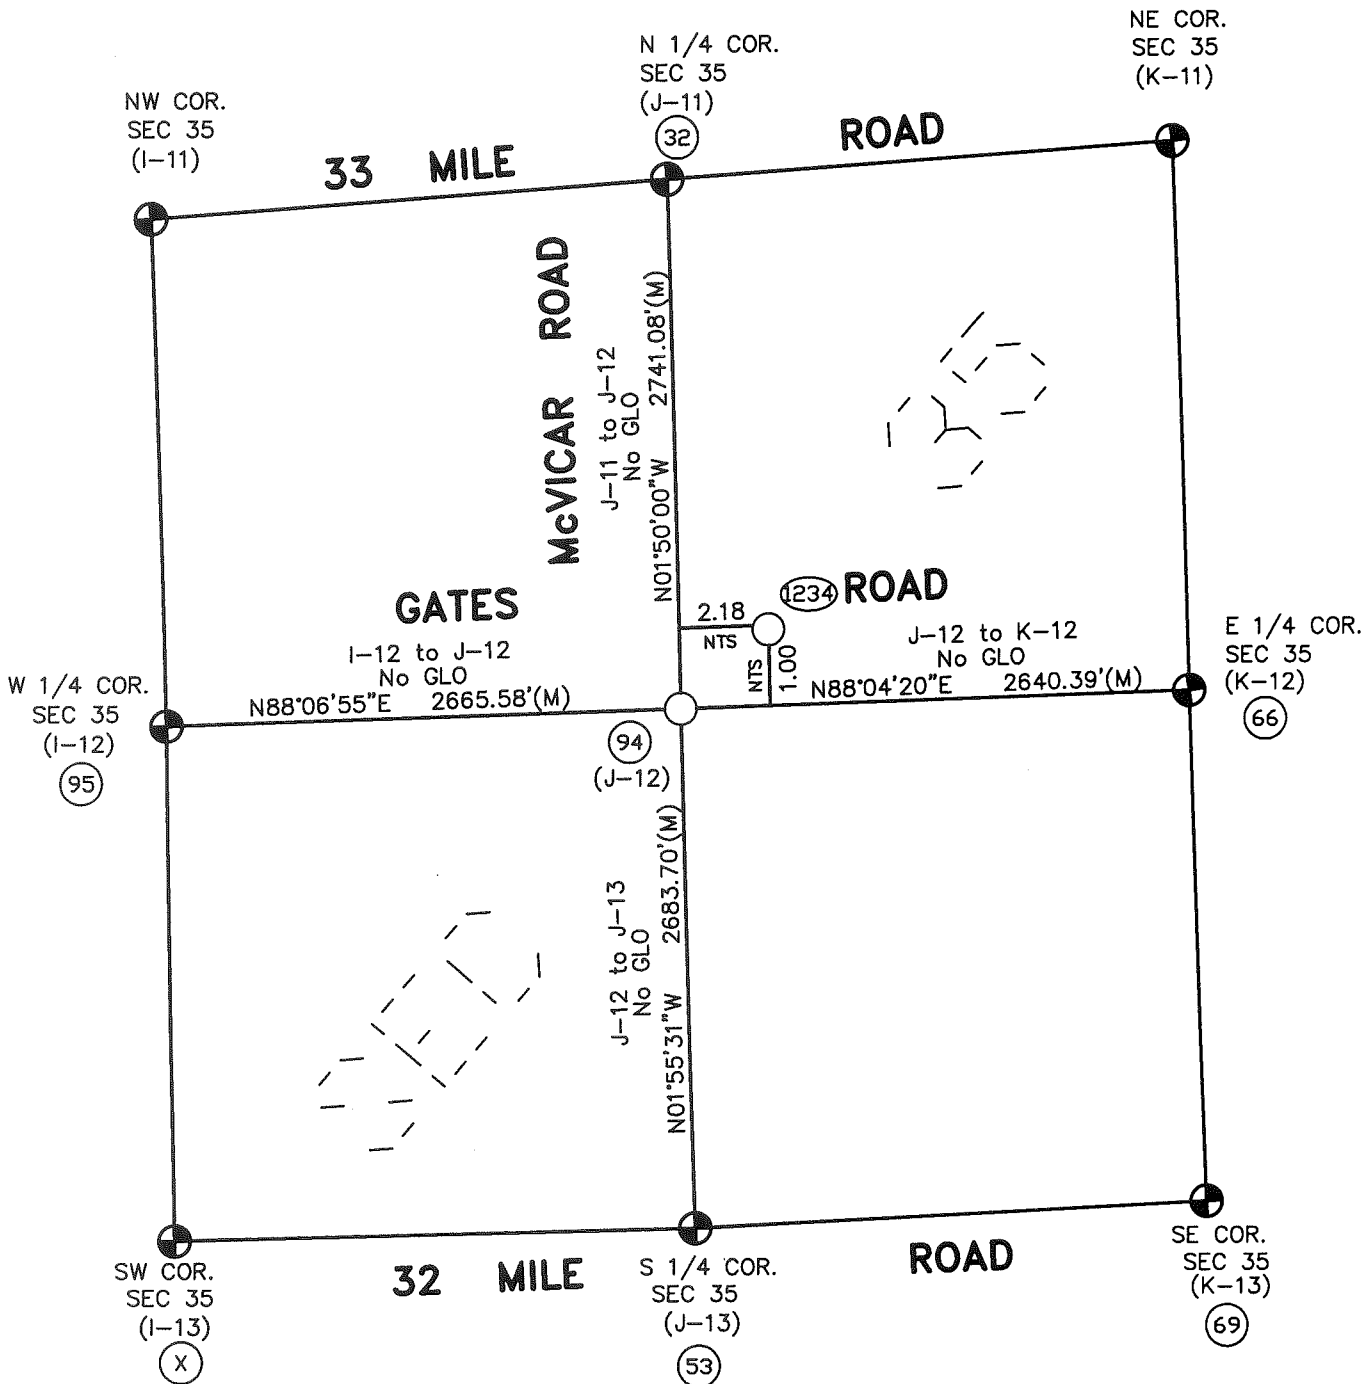 NE COR.
SEC 35
(K-11)
N 1/4 COR.
SEC 35
(J-11)
32
NW COR.
SEC 35
(I-11)
33 MILE ROAD
McVICAR ROAD
J-11 to J-12
No GLO
N01°50'00"W 2741.08'(M)
GATES ROAD
1234
2.18
NTS
NTS
1.00
I-12 to J-12
No GLO
N88°06'55"E 2665.58'(M)
J-12 to K-12
No GLO
N88°04'20"E 2640.39'(M)
W 1/4 COR.
SEC 35
(I-12)
95
E 1/4 COR.
SEC 35
(K-12)
66
94
(J-12)
J-12 to J-13
No GLO
N01°55'31"W 2683.70'(M)
32 MILE ROAD
SW COR.
SEC 35
(I-13)
X
S 1/4 COR.
SEC 35
(J-13)
53
SE COR.
SEC 35
(K-13)
69